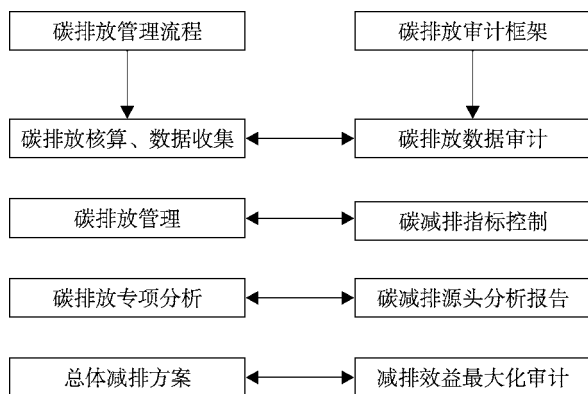 碳排放管理流程
碳排放审计框架
碳排放核算、数据收集
碳排放数据审计
碳排放管理
碳减排指标控制
碳排放专项分析
碳减排源头分析报告
总体减排方案
减排效益最大化审计